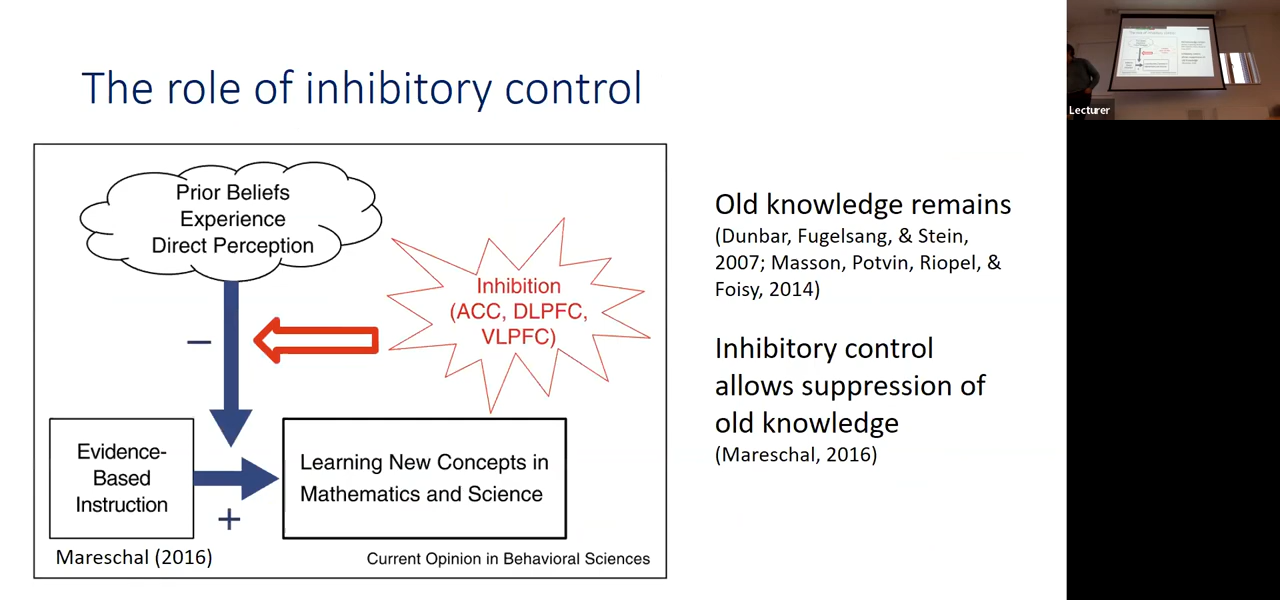 The role of inhibitory control
Prior Beliefs
Experience
Direct Perception
Inhibition
(ACC, DLPFC,
VLPFC)
−
Evidence-
Based
Instruction
+
Learning New Concepts in
Mathematics and Science
Mareschal (2016)
Current Opinion in Behavioral Sciences
Old knowledge remains
(Dunbar, Fugelsang, & Stein,
2007; Masson, Potvin, Riopel, &
Foisy, 2014)
Inhibitory control
allows suppression of
old knowledge
(Mareschal, 2016)
Lecturer